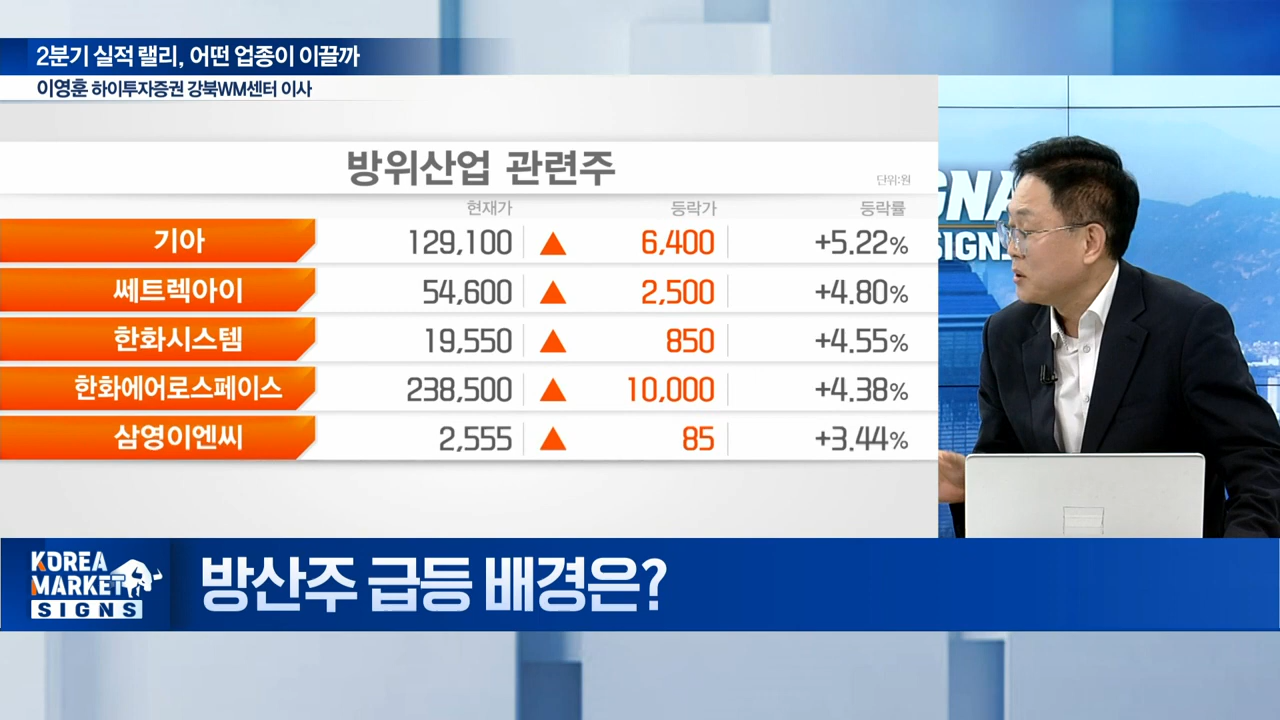 2분기 실적 랠리, 어떤 업종이 이끌까
이영훈 하이투자증권 강북WM센터 이사
방위산업 관련주
단위:원
현재가 등락가 등락률
기아 129,100 ▲ 6,400 +5.22%
쎄트렉아이 54,600 ▲ 2,500 +4.80%
한화시스템 19,550 ▲ 850 +4.55%
한화에어로스페이스 238,500 ▲ 10,000 +4.38%
삼영이엔씨 2,555 ▲ 85 +3.44%
KOREA
MARKET
SIGNS
방산주 급등 배경은?